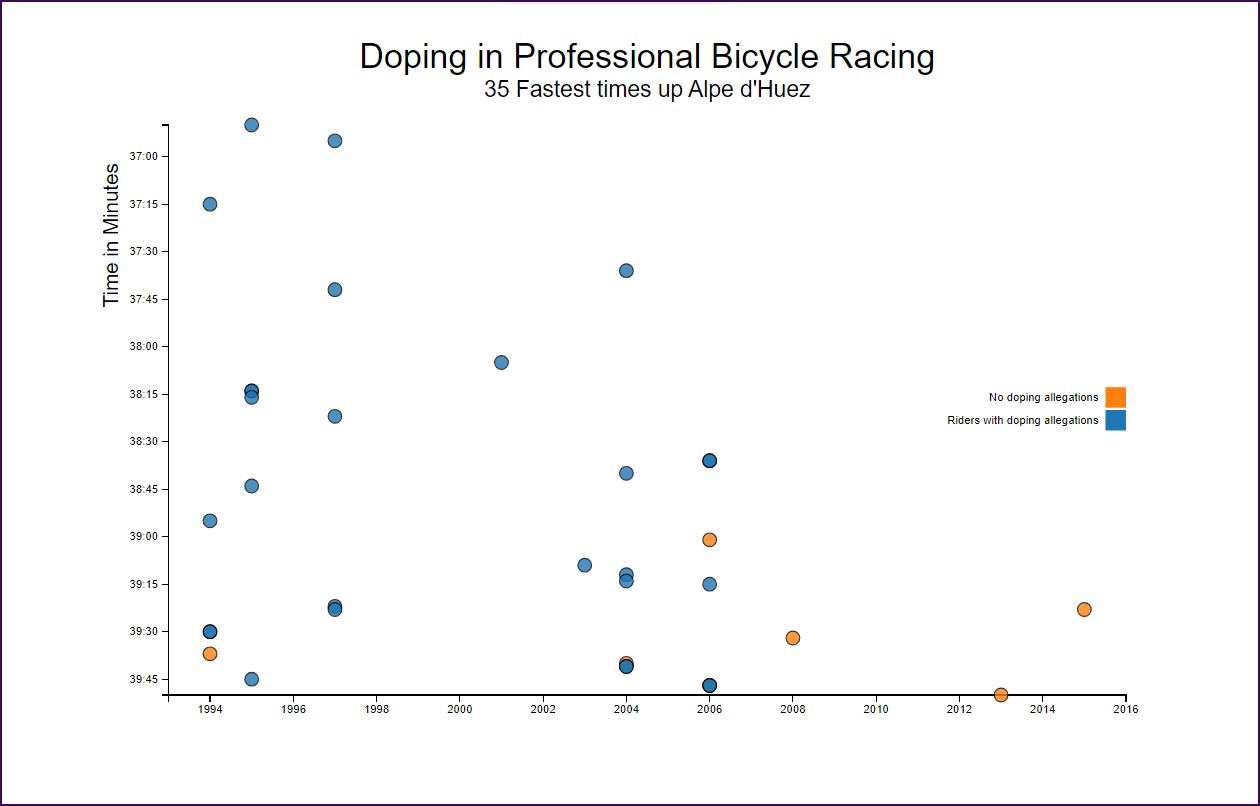 Doping in Professional Bicycle Racing
35 Fastest times up Alpe d'Huez
Time in Minutes
37:00
37:15
37:30
37:45
38:00
38:15
38:30
38:45
39:00
39:15
39:30
39:45
No doping allegations
Riders with doping allegations
1994 1996 1998 2000 2002 2004 2006 2008 2010 2012 2014 2016